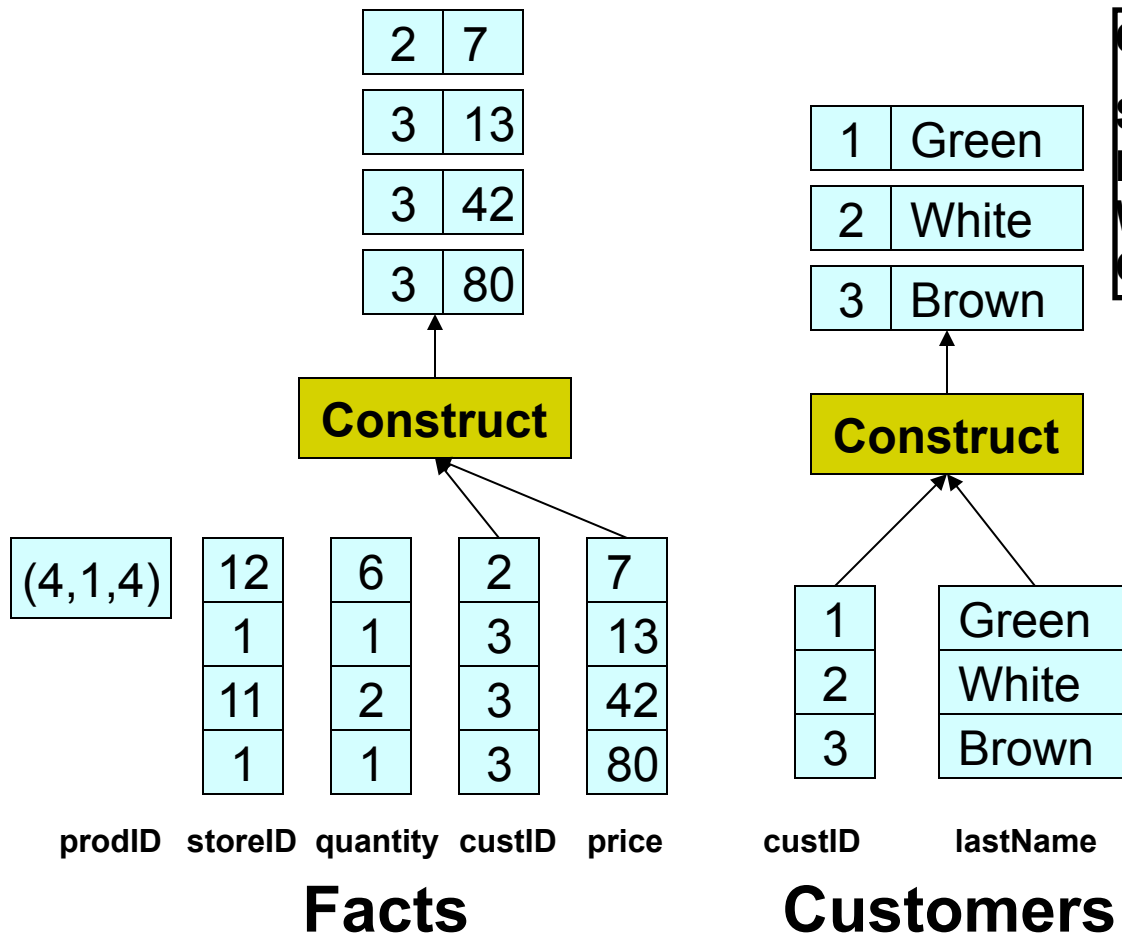 2 7
3 13
3 42
3 80
Construct
1 Green
2 White
3 Brown
Construct
(4,1,4)
12 6 2 7
1 1 3 13
11 2 3 42
1 1 3 80
prodID storeID quantity custID price
Facts
1 Green
2 White
3 Brown
custID lastName
Customers